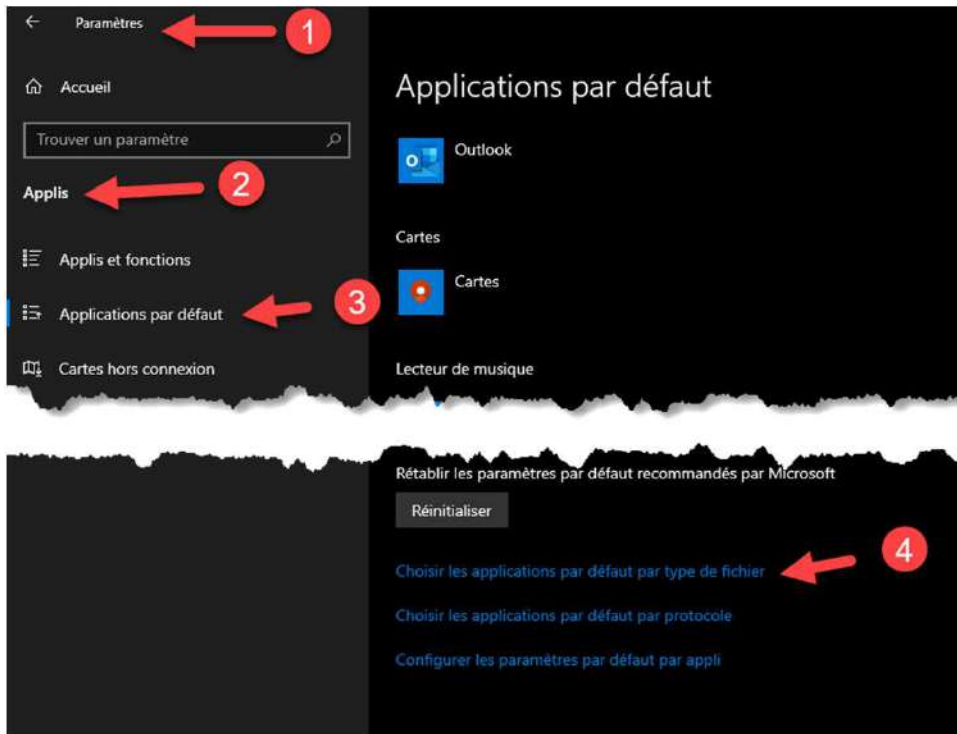 Paramètres
1
Accueil
Trouver un paramètre
Applis
2
Applis et fonctions
Applications par défaut
3
Cartes hors connexion
Applications par défaut
Outlook
Cartes
Cartes
Lecteur de musique
Rétablir les paramètres par défaut recommandés par Microsoft
Réinitialiser
Choisir les applications par défaut par type de fichier
4
Choisir les applications par défaut par protocole
Configurer les paramètres par défaut par appli